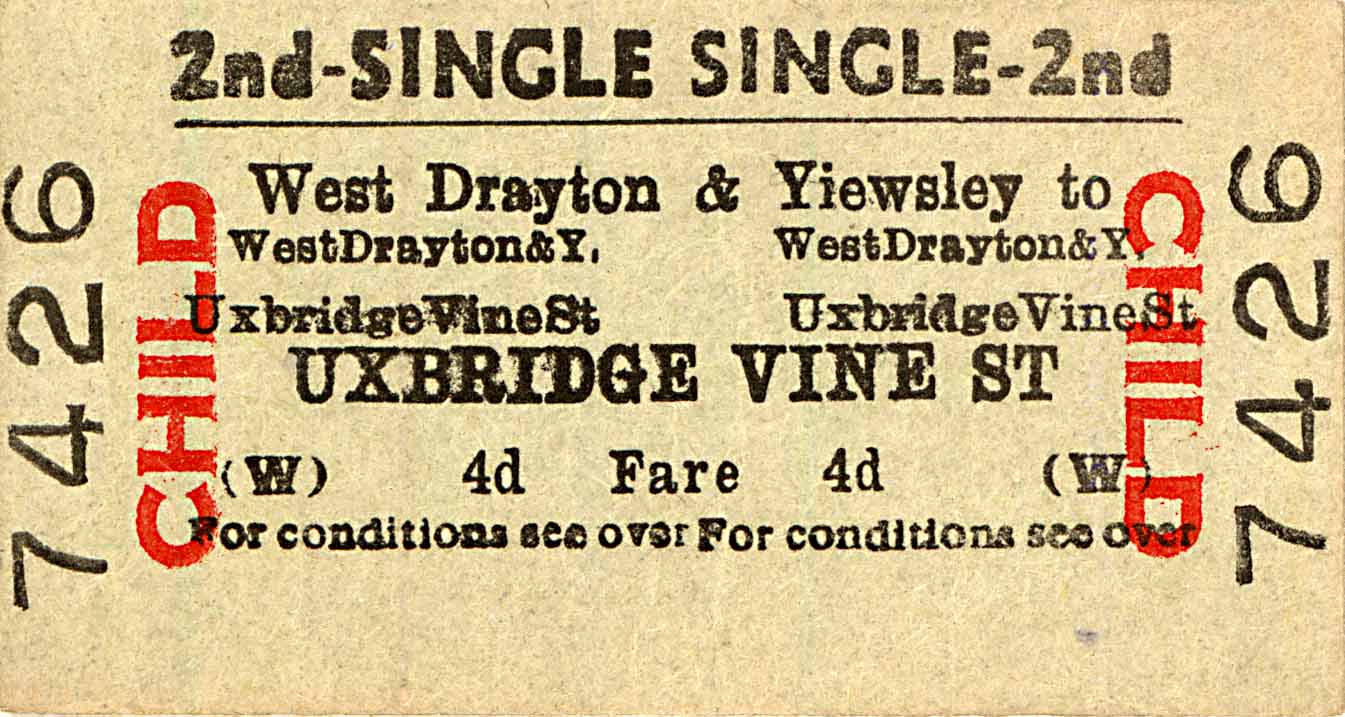 2nd-SINGLE SINGLE-2nd
West Drayton & Yiewsley to
WestDrayton&Y. WestDrayton&Y.
UxbridgeVineSt UxbridgeVineSt
UXBRIDGE VINE ST
(W) 4d Fare 4d (W)
For conditions see over For conditions see over
CHILD
CHILD
7426
7426